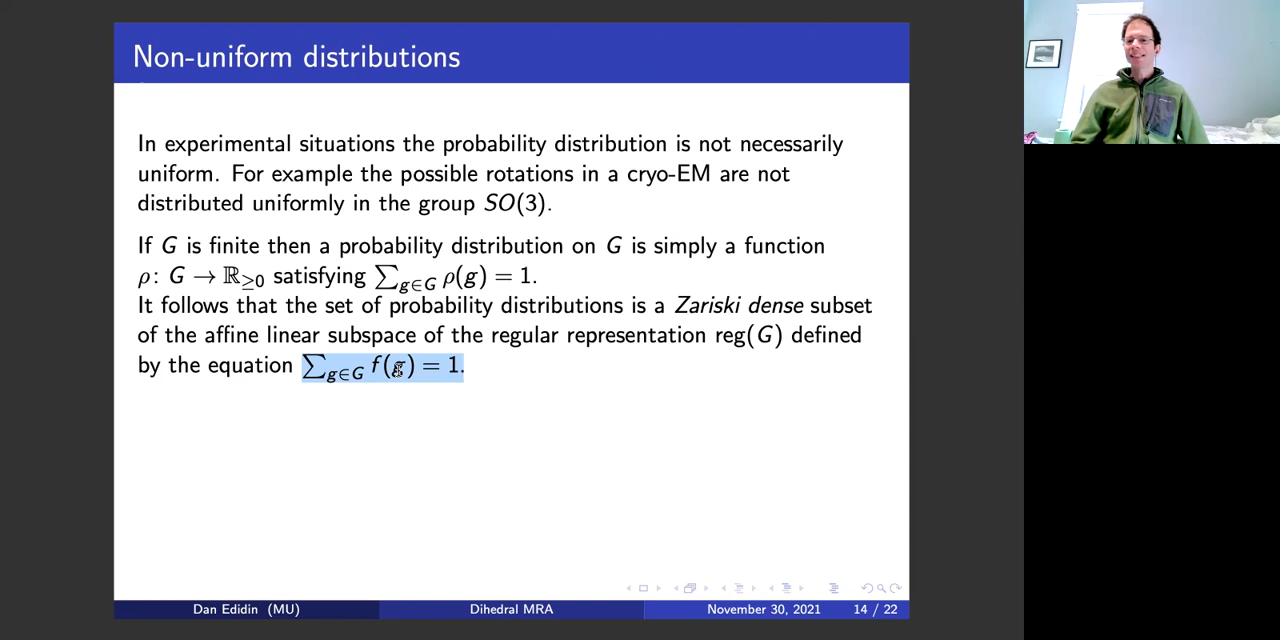 Non-uniform distributions
In experimental situations the probability distribution is not necessarily
uniform. For example the possible rotations in a cryo-EM are not
distributed uniformly in the group SO(3).
If G is finite then a probability distribution on G is simply a function
ρ: G → ℝ≥0 satisfying ∑g∈G ρ(g) = 1.
It follows that the set of probability distributions is a Zariski dense subset
of the affine linear subspace of the regular representation reg(G) defined
by the equation ∑g∈G f(g) = 1.
Dan Edidin (MU) Dihedral MRA November 30, 2021 14 / 22